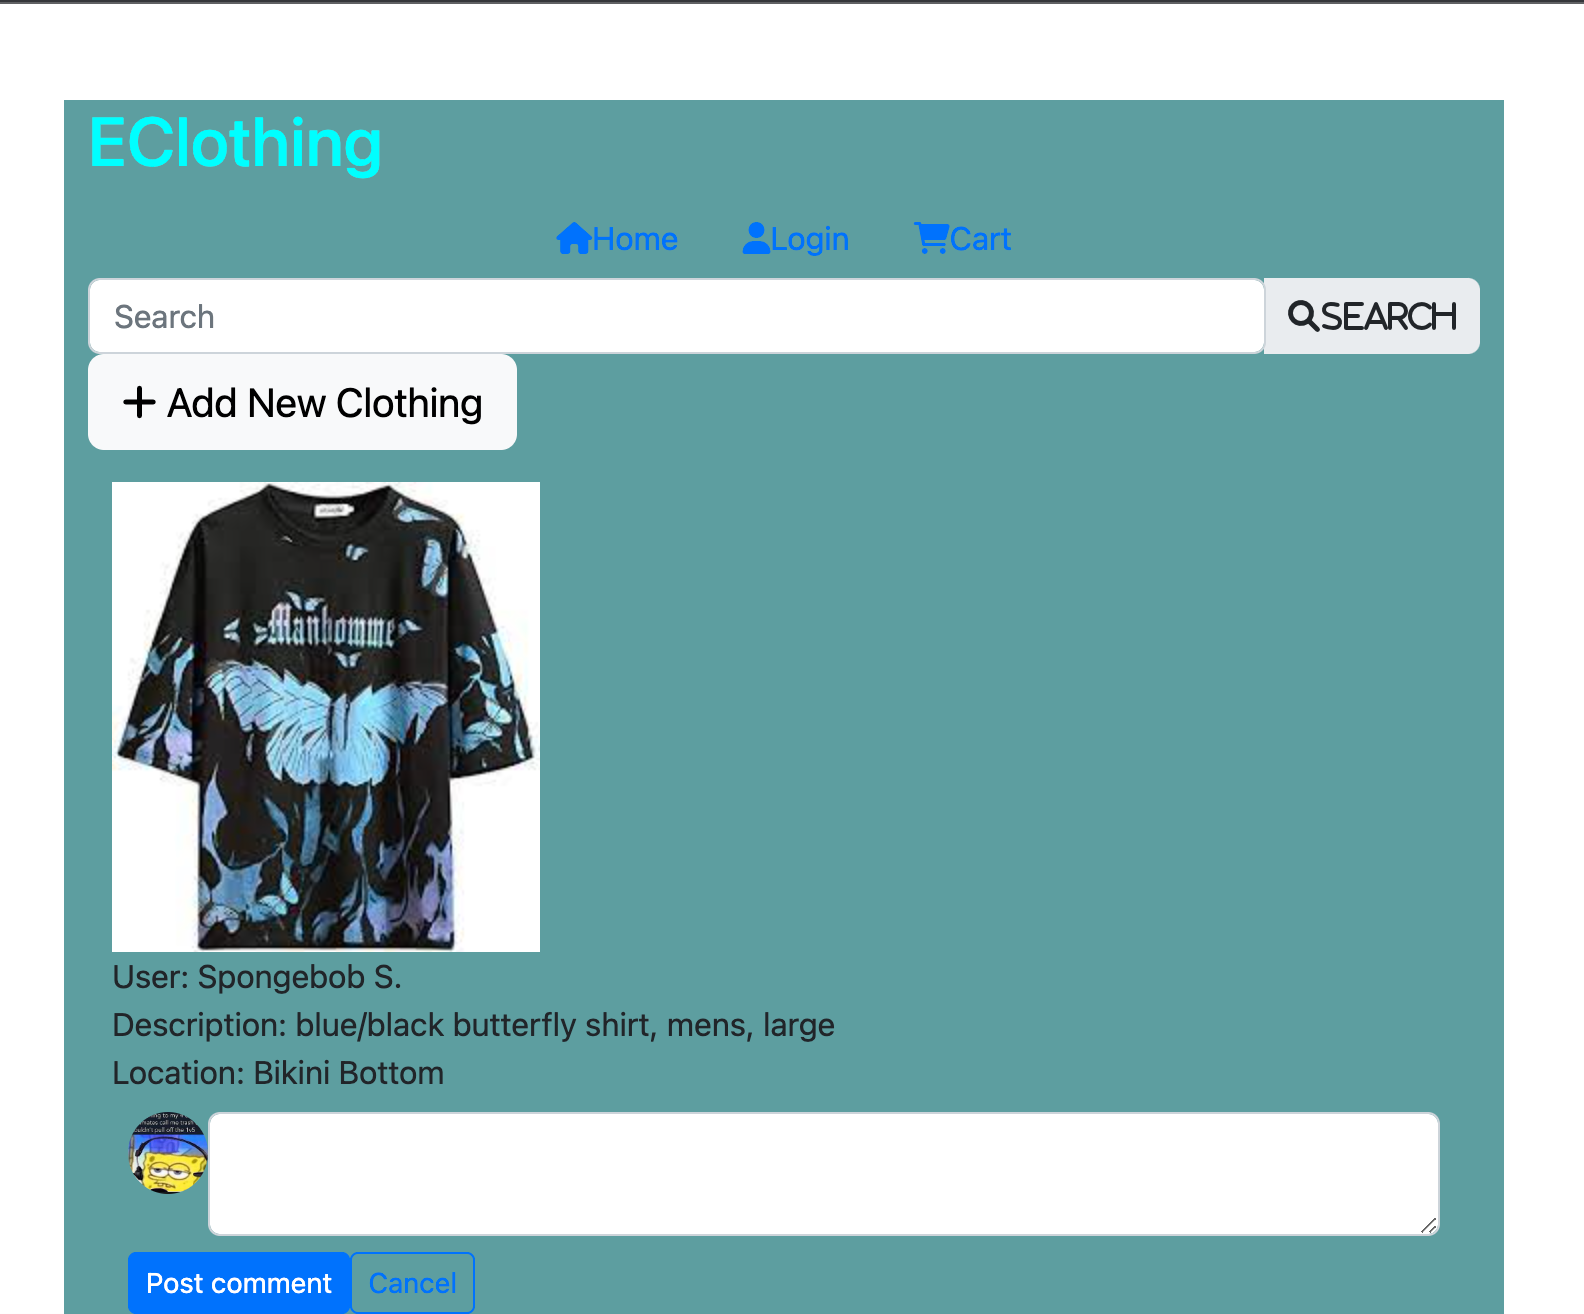 EClothing
Home Login Cart
Search SEARCH
+ Add New Clothing
Manhomme
User: Spongebob S.
Description: blue/black butterfly shirt, mens, large
Location: Bikini Bottom
Post comment Cancel